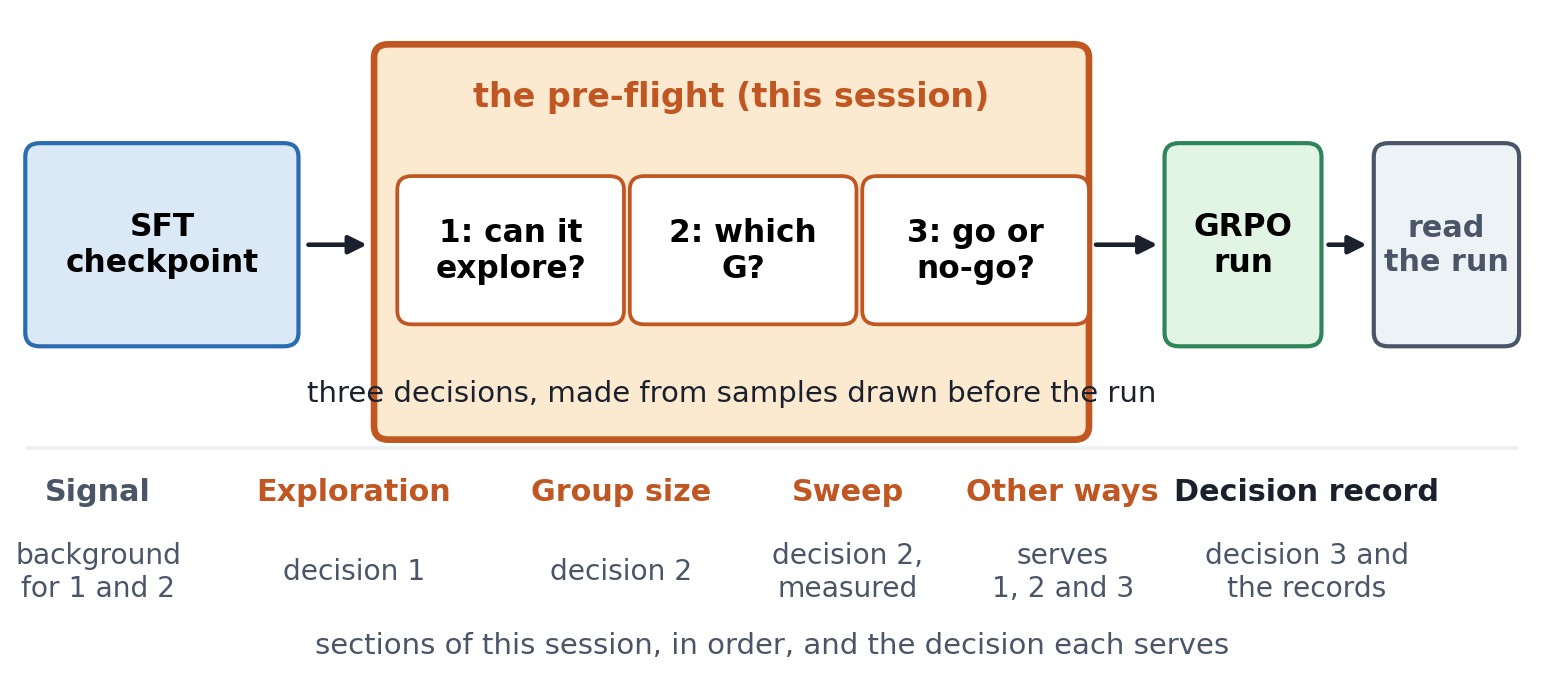 the pre-flight (this session)
SFT
checkpoint
1: can it
explore?
2: which
G?
3: go or
no-go?
GRPO
run
read
the run
three decisions, made from samples drawn before the run
Signal
Exploration
Group size
Sweep
Other ways
Decision record
background
for 1 and 2
decision 1
decision 2
decision 2,
measured
serves
1, 2 and 3
decision 3 and
the records
sections of this session, in order, and the decision each serves